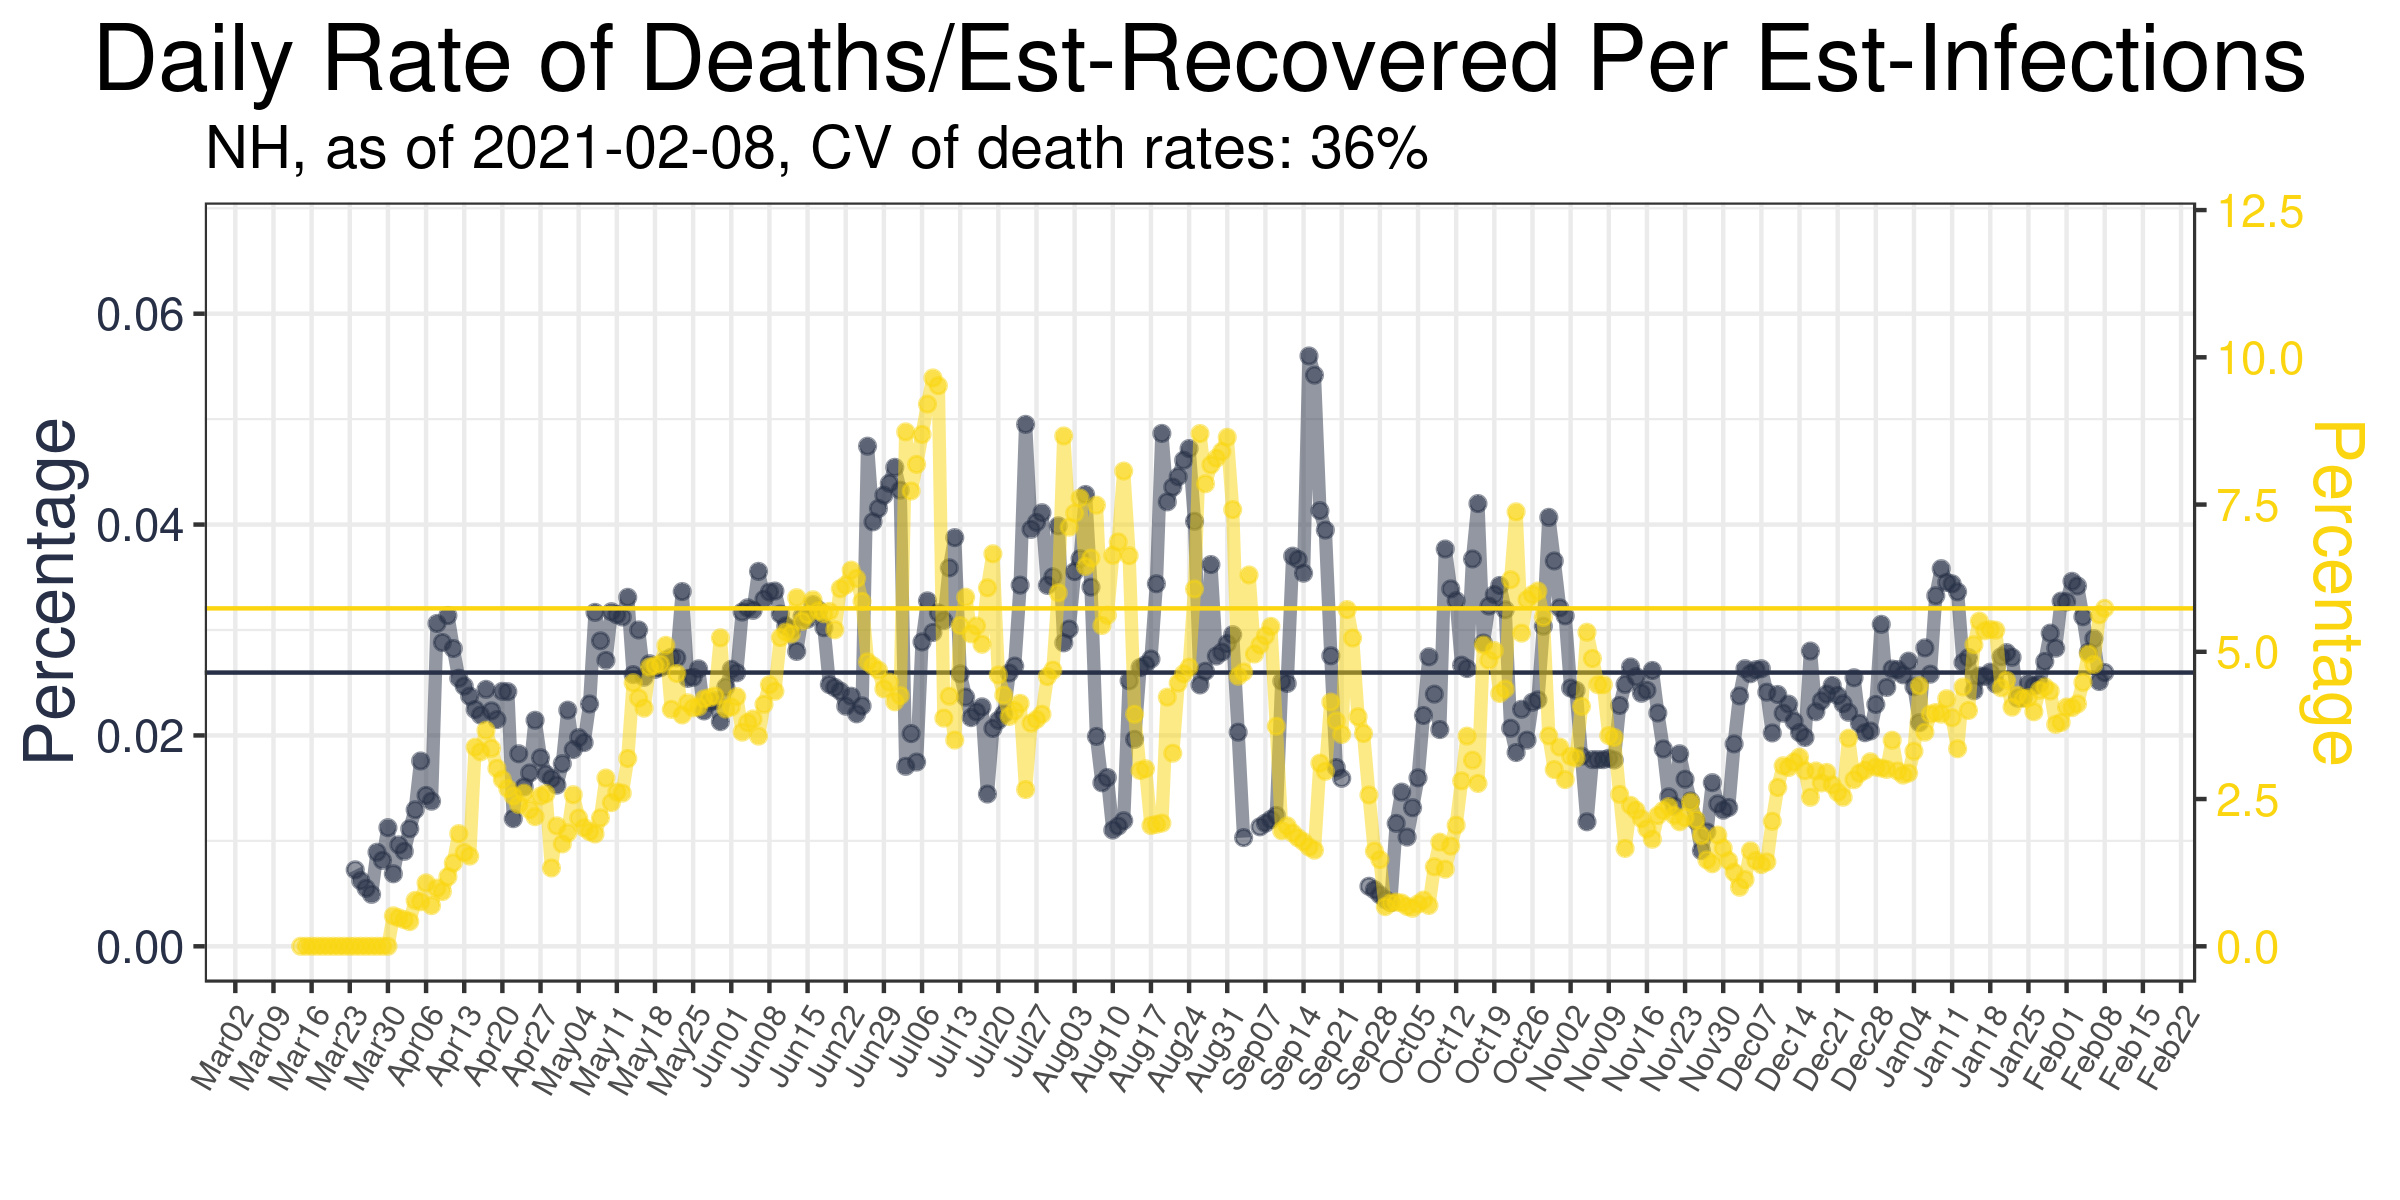 Daily Rate of Deaths/Est-Recovered Per Est-Infections
NH, as of 2021-02-08, CV of death rates: 36%
Percentage
0.06
0.04
0.02
0.00
12.5
10.0
7.5
5.0
2.5
0.0
Percentage
Mar02
Mar09
Mar16
Mar23
Mar30
Apr06
Apr13
Apr20
Apr27
May04
May11
May18
May25
Jun01
Jun08
Jun15
Jun22
Jun29
Jul06
Jul13
Jul20
Jul27
Aug03
Aug10
Aug17
Aug24
Aug31
Sep07
Sep14
Sep21
Sep28
Oct05
Oct12
Oct19
Oct26
Nov02
Nov09
Nov16
Nov23
Nov30
Dec07
Dec14
Dec21
Dec28
Jan04
Jan11
Jan18
Jan25
Feb01
Feb08
Feb15
Feb22